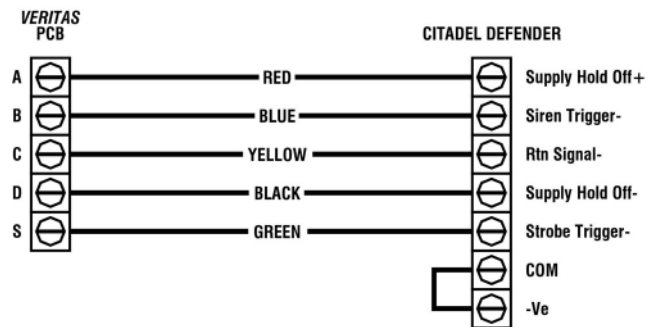 VERITAS
PCB
CITADEL DEFENDER
A RED Supply Hold Off+
B BLUE Siren Trigger-
C YELLOW Rtn Signal-
D BLACK Supply Hold Off-
S GREEN Strobe Trigger-
COM
-Ve